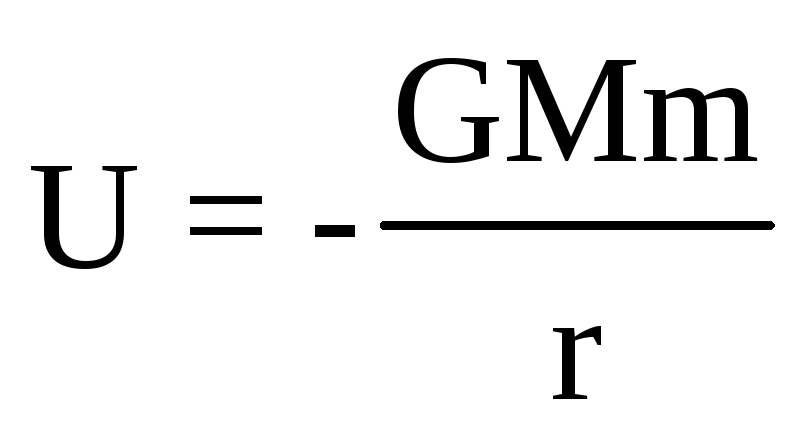 GMm
U = -
r